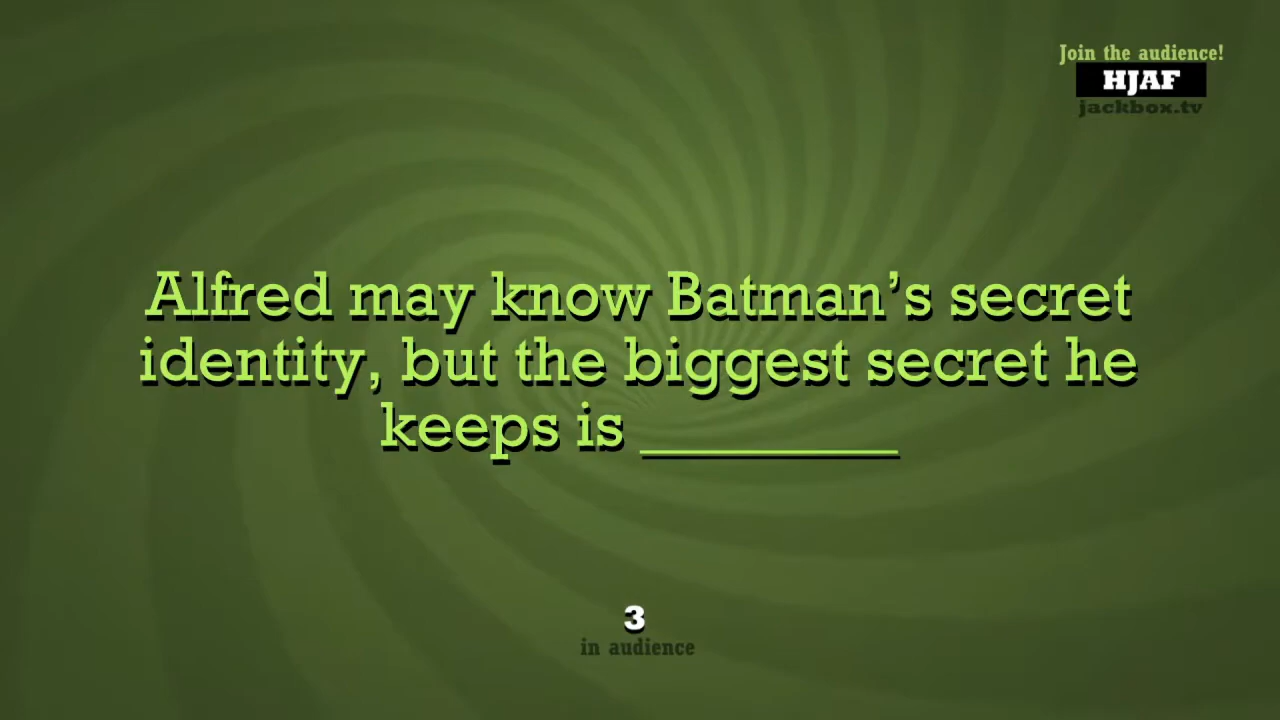 Join the audience!
HJAF
jackbox.tv
Alfred may know Batman’s secret
identity, but the biggest secret he
keeps is _________
3
in audience